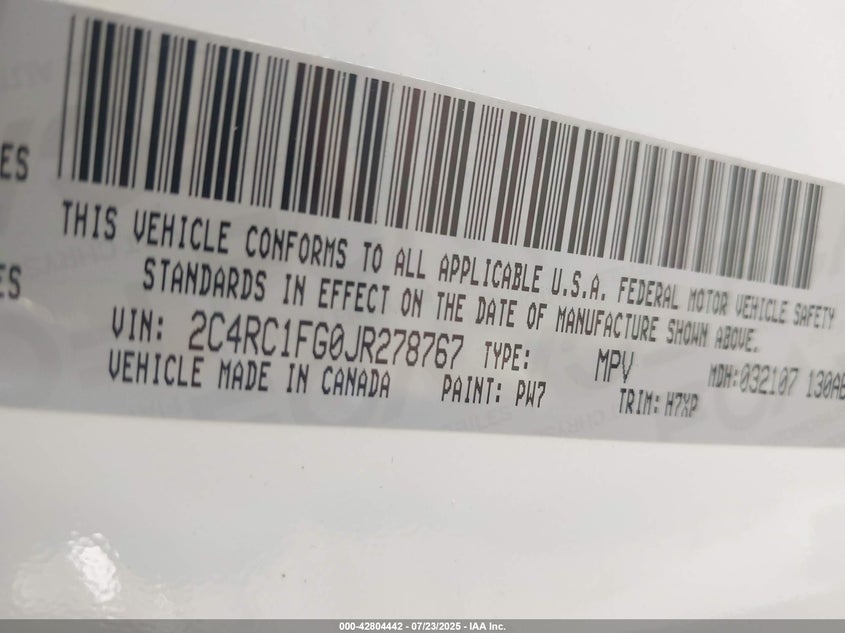 ES
THIS VEHICLE CONFORMS TO ALL APPLICABLE U.S.A. FEDERAL MOTOR VEHICLE SAFETY
STANDARDS IN EFFECT ON THE DATE OF MANUFACTURE SHOWN ABOVE.
ES
VIN: 2C4RC1FG0JR278767 TYPE: MPV MDH:032107 130AE
VEHICLE MADE IN CANADA PAINT: PW7 TRIM: H7XP
000-42804442 - 07/23/2025 - IAA Inc.